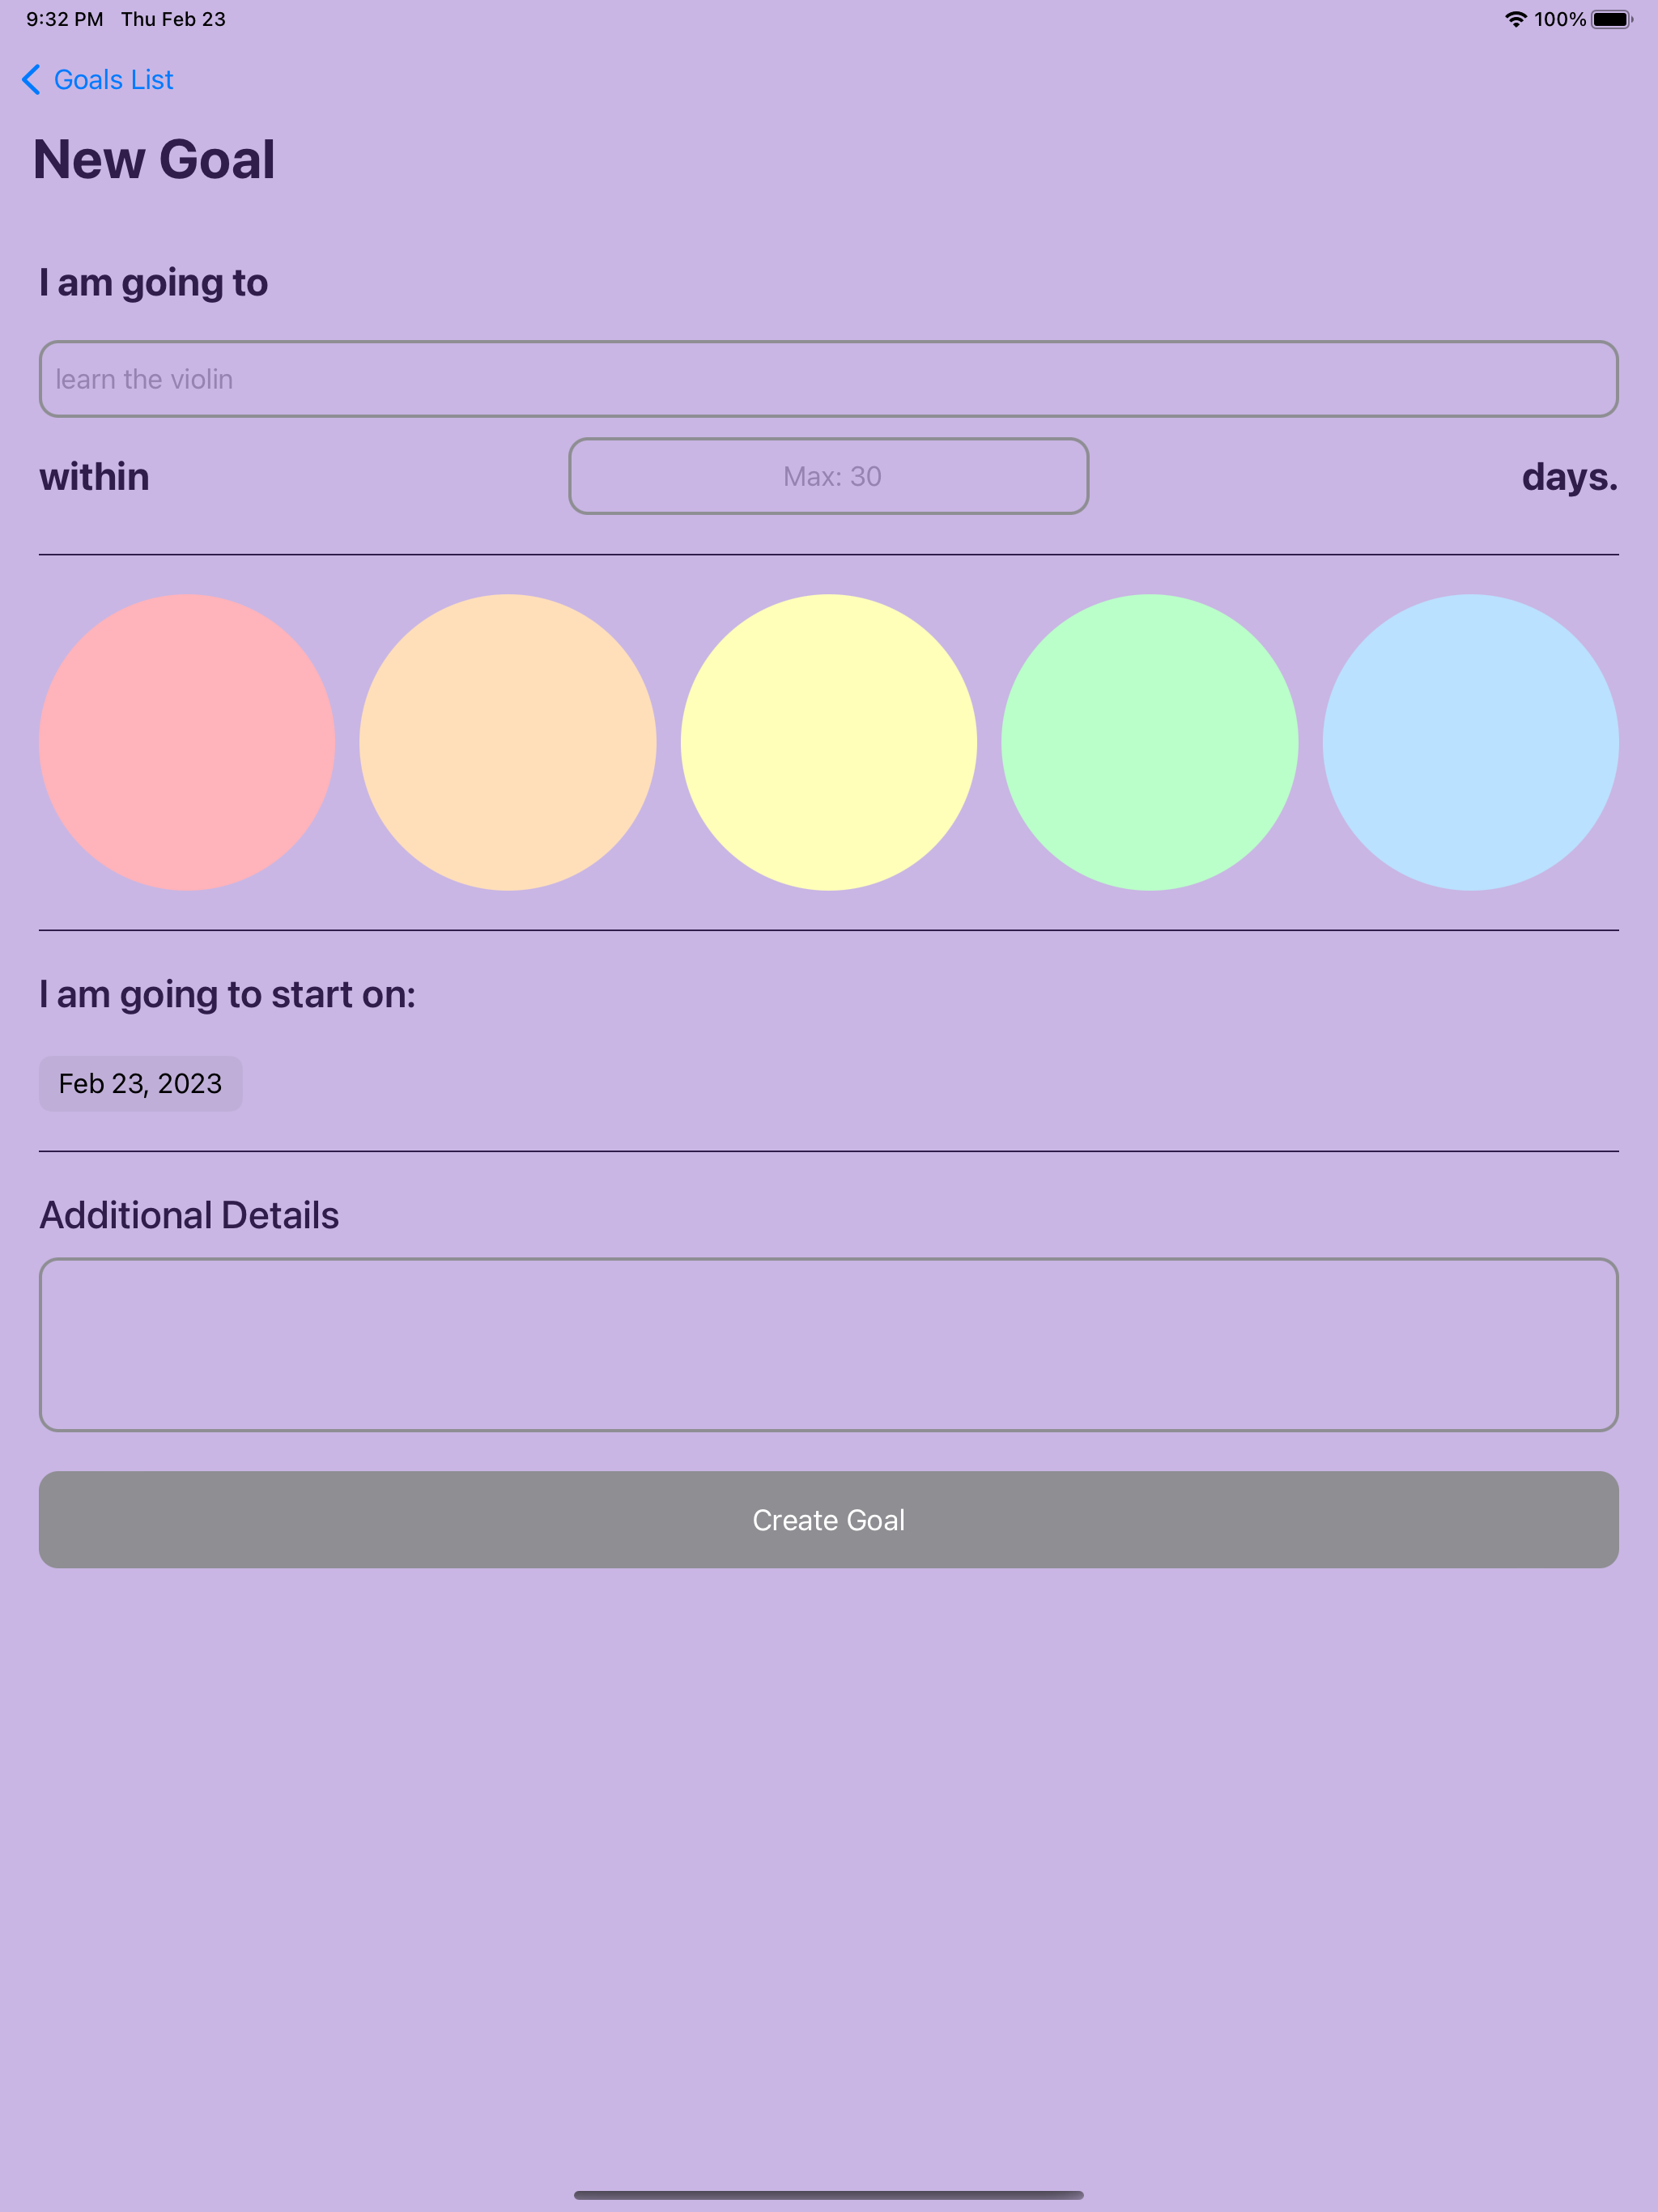 9:32 PM Thu Feb 23 100%
Goals List
New Goal
I am going to
learn the violin
within Max: 30 days.
I am going to start on:
Feb 23, 2023
Additional Details
Create Goal